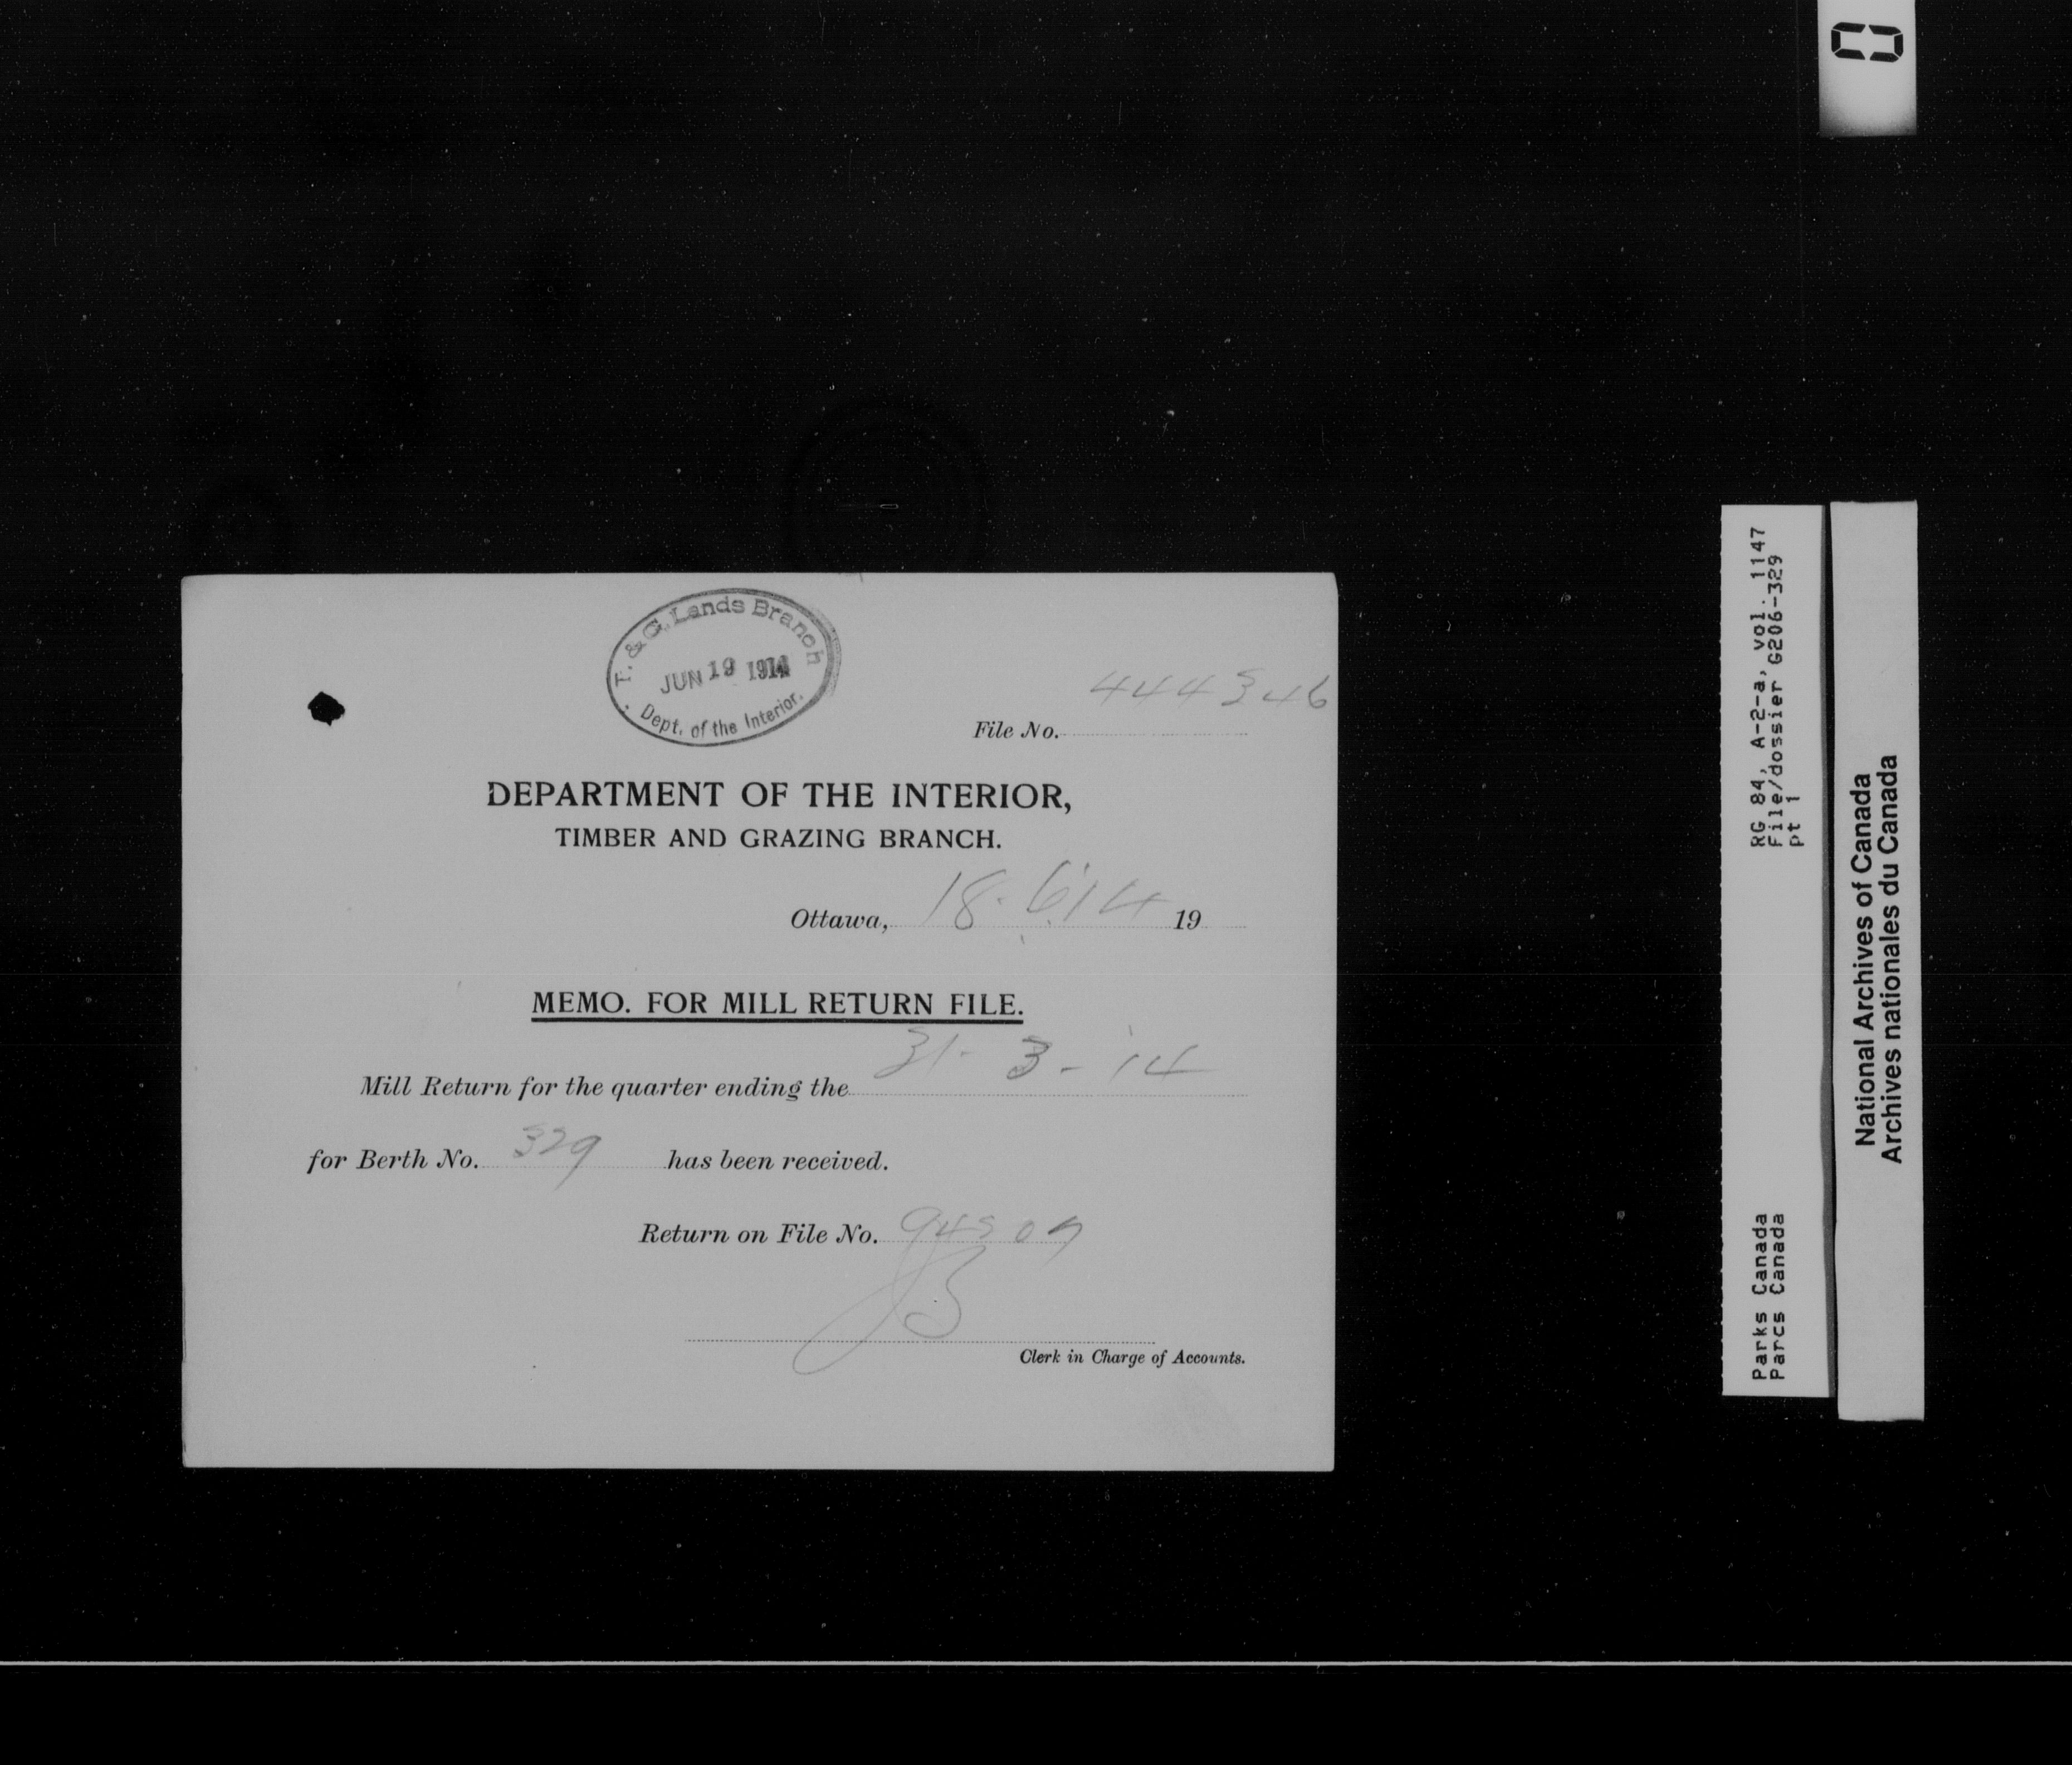 T. & G. Lands Branch
JUN 19 1914
Dept. of the Interior.
444346
File No.
DEPARTMENT OF THE INTERIOR,
TIMBER AND GRAZING BRANCH.
Ottawa, 18. 6 '14 19
MEMO. FOR MILL RETURN FILE.
Mill Return for the quarter ending the 31 - 3 - '14
for Berth No. 329 has been received.
Return on File No.
Clerk in Charge of Accounts.
RG 84, A-2-a, vol. 1147
File/dossier G206-329
pt 1
Parks Canada
Parcs Canada
National Archives of Canada
Archives nationales du Canada